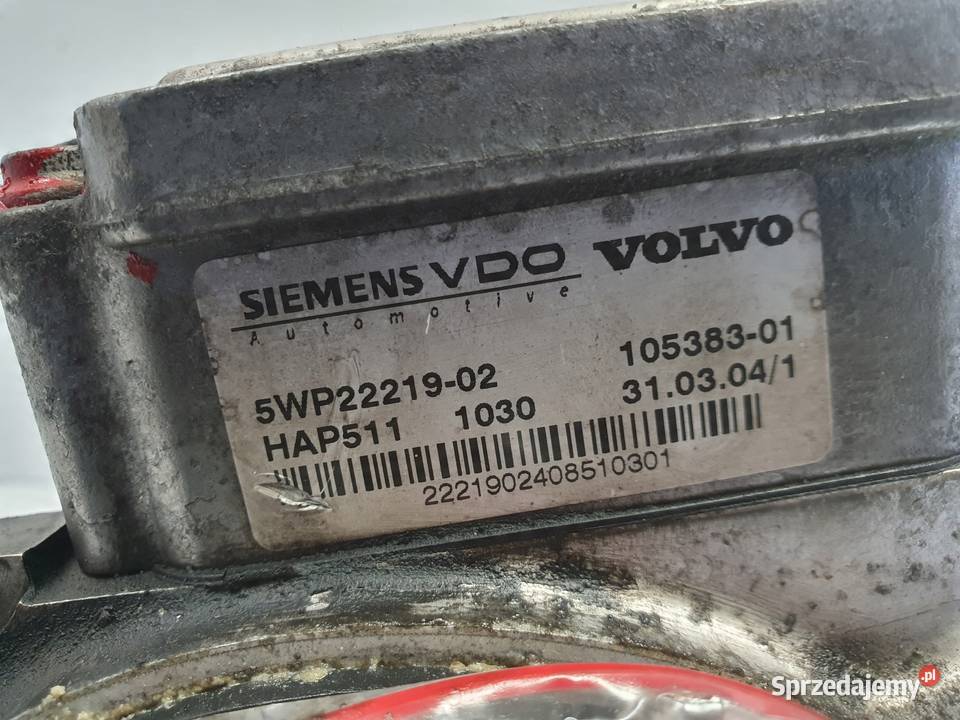 SIEMENS VDO VOLVO
Automotive
5WP22219-02 105383-01
HAP511 1030 31.03.04/1
2221902408510301
Sprzedajemy.pl